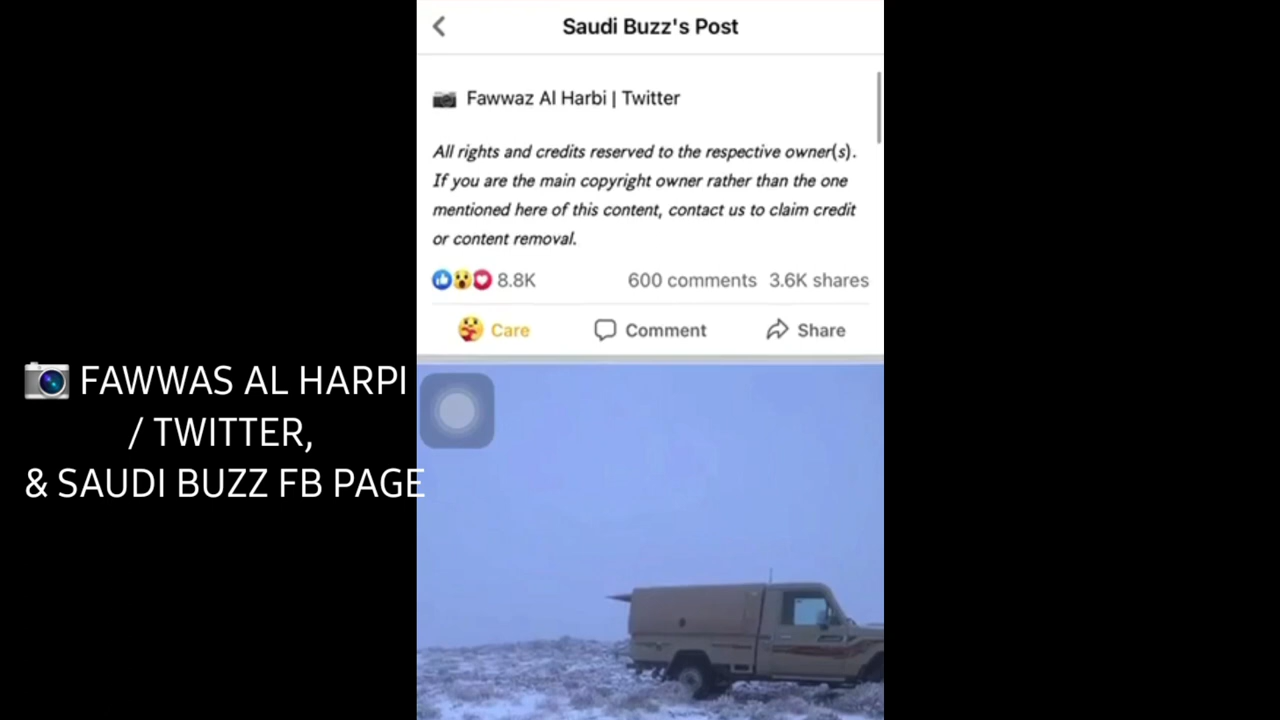 Saudi Buzz's Post
📷 Fawwaz Al Harbi | Twitter
All rights and credits reserved to the respective owner(s).
If you are the main copyright owner rather than the one
mentioned here of this content, contact us to claim credit
or content removal.
8.8K 600 comments 3.6K shares
Care Comment Share
📷 FAWWAS AL HARPI
/ TWITTER,
& SAUDI BUZZ FB PAGE